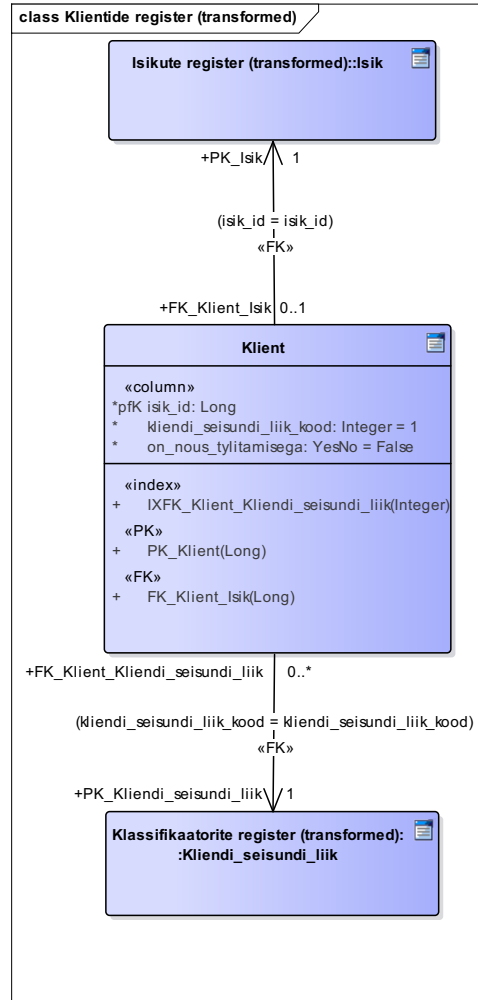 class Klientide register (transformed)
Isikute register (transformed)::Isik
+PK_Isik 1
(isik_id = isik_id)
«FK»
+FK_Klient_Isik 0..1
Klient
«column»
*pfK isik_id: Long
* kliendi_seisundi_liik_kood: Integer = 1
* on_nous_tylitamisega: YesNo = False
«index»
+ IXFK_Klient_Kliendi_seisundi_liik(Integer)
«PK»
+ PK_Klient(Long)
«FK»
+ FK_Klient_Isik(Long)
+FK_Klient_Kliendi_seisundi_liik 0..*
(kliendi_seisundi_liik_kood = kliendi_seisundi_liik_kood)
«FK»
+PK_Kliendi_seisundi_liik 1
Klassifikaatorite register (transformed):
:Kliendi_seisundi_liik